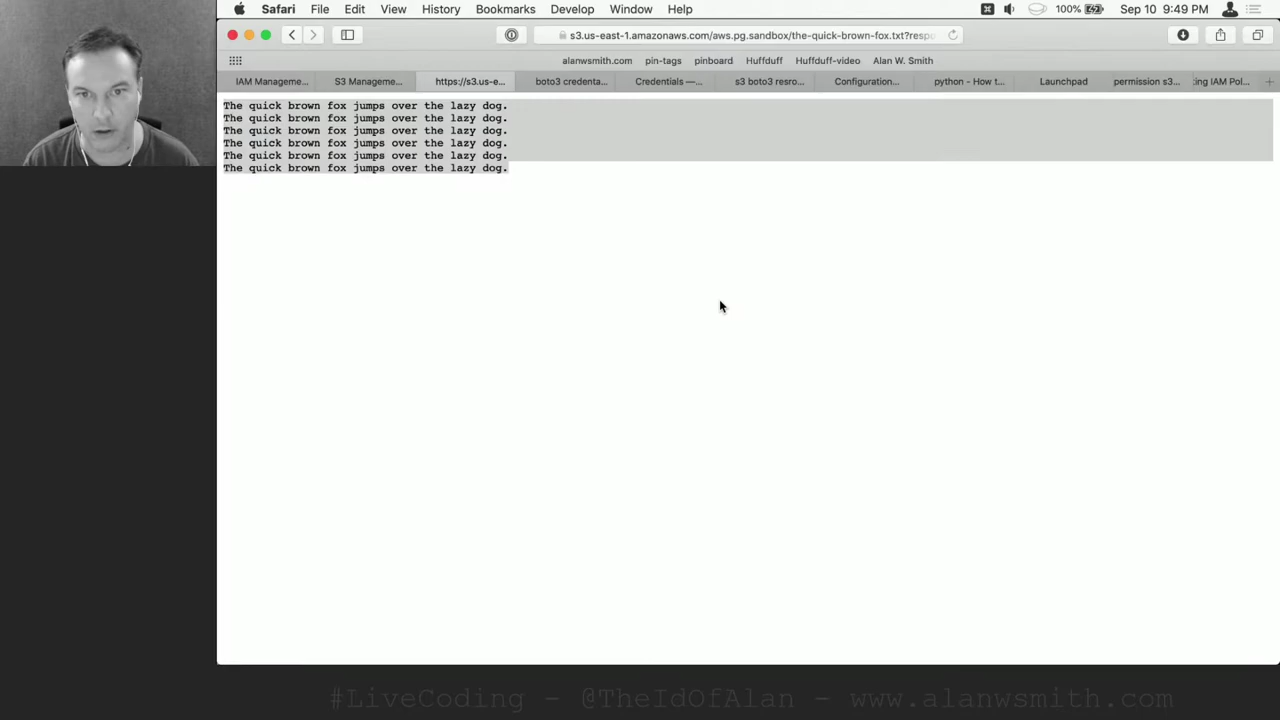 Safari File Edit View History Bookmarks Develop Window Help 100% Sep 10 9:49 PM
s3.us-east-1.amazonaws.com/aws.pg.sandbox/the-quick-brown-fox.txt?respo
alanwsmith.com pin-tags pinboard Huffduff Huffduff-video Alan W. Smith
IAM Manageme... S3 Manageme... https://s3.us-e... boto3 credenta... Credentials —... s3 boto3 resro... Configuration... python - How t... Launchpad permission s3... king IAM Pol...
The quick brown fox jumps over the lazy dog.
The quick brown fox jumps over the lazy dog.
The quick brown fox jumps over the lazy dog.
The quick brown fox jumps over the lazy dog.
The quick brown fox jumps over the lazy dog.
The quick brown fox jumps over the lazy dog.
#LiveCoding - @TheIdOfAlan - www.alanwsmith.com